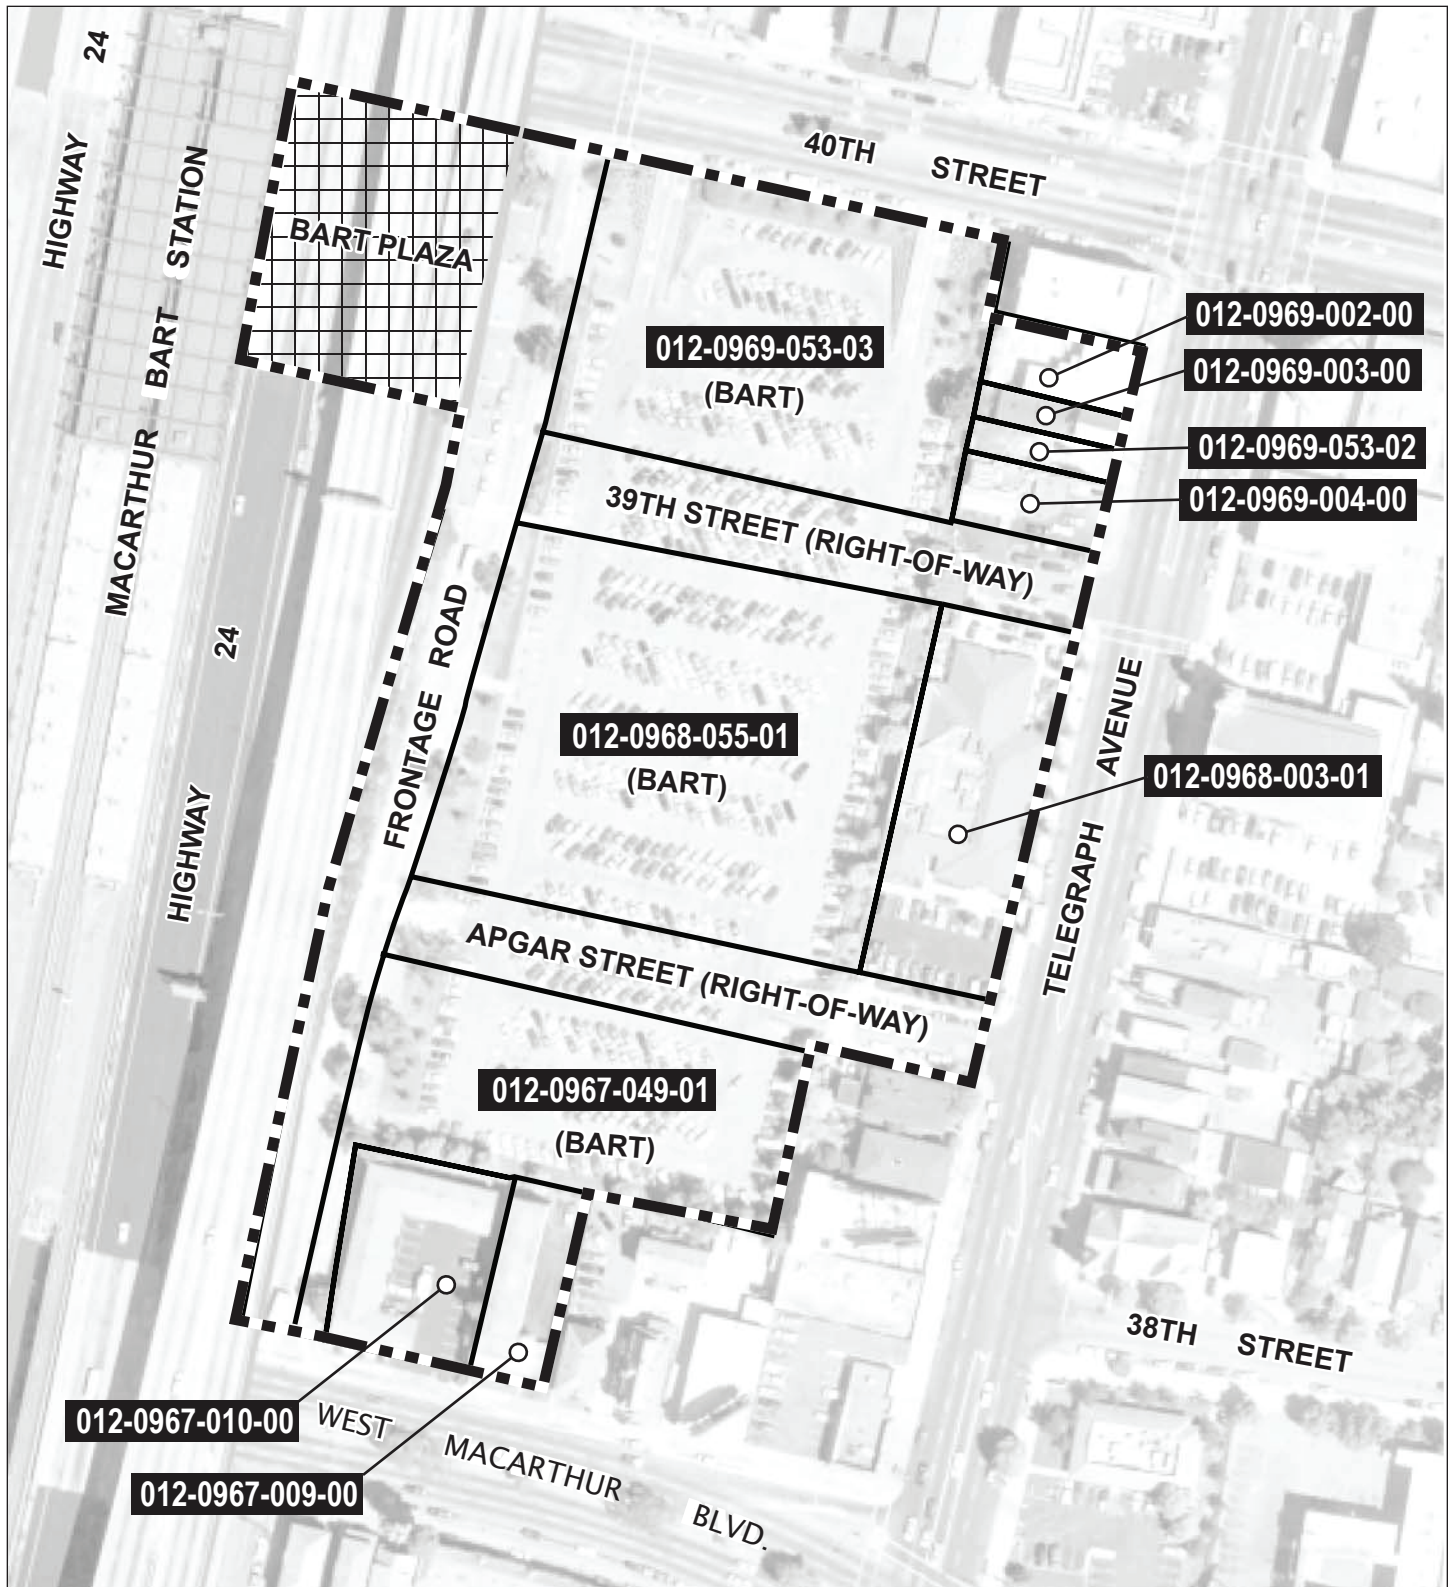 24
HIGHWAY
MACARTHUR BART STATION
BART PLAZA
40TH STREET
012-0969-053-03
(BART)
012-0969-002-00
012-0969-003-00
012-0969-053-02
012-0969-004-00
39TH STREET (RIGHT-OF-WAY)
24
HIGHWAY
FRONTAGE ROAD
012-0968-055-01
(BART)
TELEGRAPH AVENUE
012-0968-003-01
APGAR STREET (RIGHT-OF-WAY)
012-0967-049-01
(BART)
38TH STREET
012-0967-010-00
012-0967-009-00
WEST MACARTHUR BLVD.